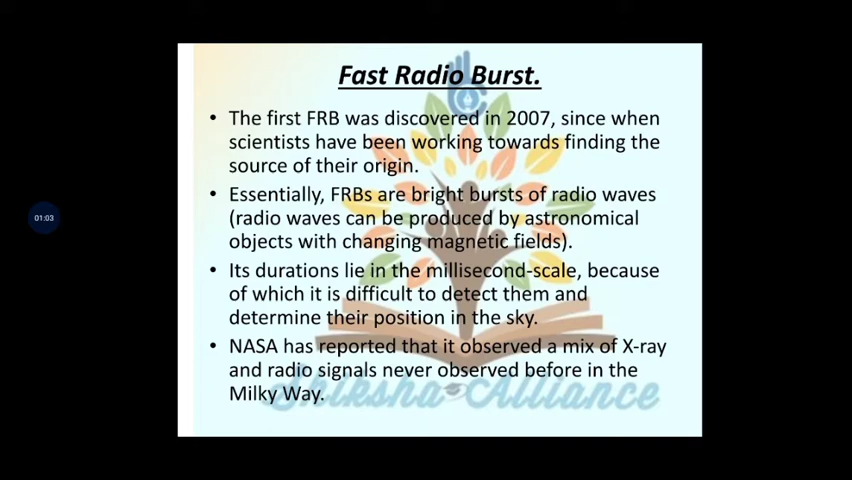 Fast Radio Burst.
• The first FRB was discovered in 2007, since when
scientists have been working towards finding the
source of their origin.
• Essentially, FRBs are bright bursts of radio waves
(radio waves can be produced by astronomical
objects with changing magnetic fields).
01:03
• Its durations lie in the millisecond-scale, because
of which it is difficult to detect them and
determine their position in the sky.
• NASA has reported that it observed a mix of X-ray
and radio signals never observed before in the
Milky Way.
Shiksha Alliance